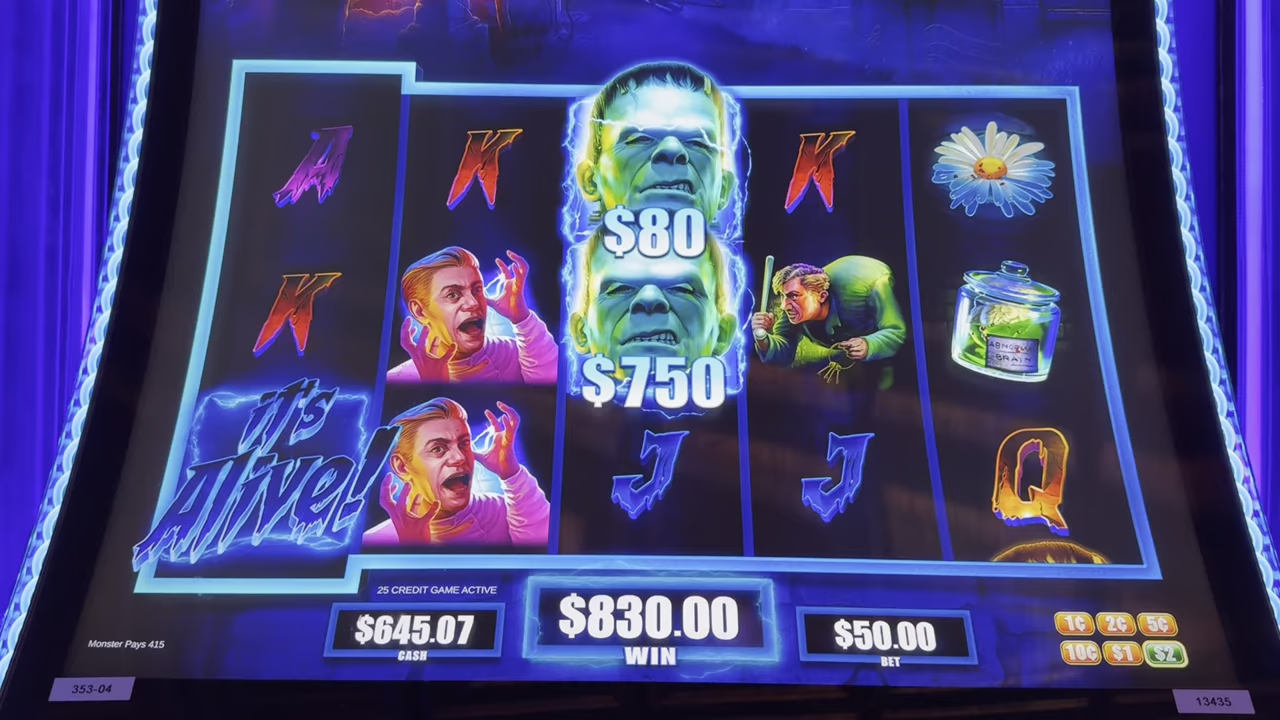 A
K
K
$80
K
$750
ABNORMAL
BRAIN
it's
Alive!
J
J
Q
25 CREDIT GAME ACTIVE
$645.07
CASH
$830.00
WIN
$50.00
BET
1¢ 2¢ 5¢
10¢ $1 $2
Monster Pays 415
353-04
13435